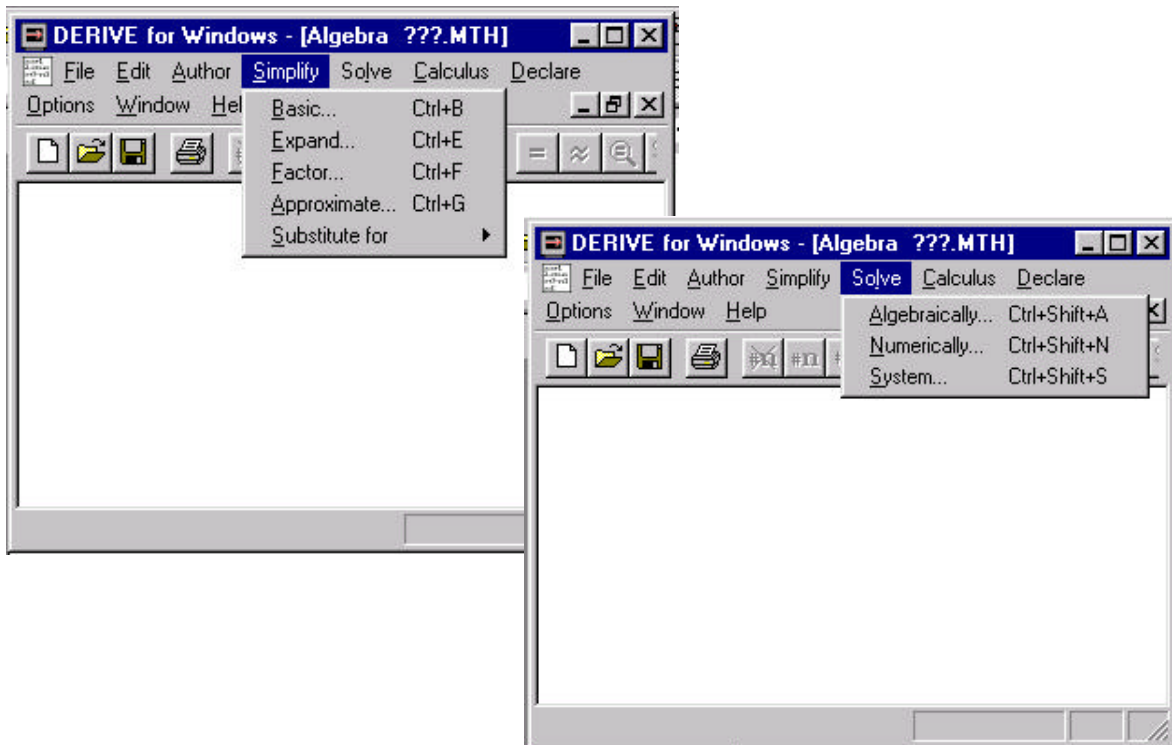 DERIVE for Windows - [Algebra ???.MTH]
File Edit Author Simplify Solve Calculus Declare
Options Window Hel
Basic... Ctrl+B
Expand... Ctrl+E
Factor... Ctrl+F
Approximate... Ctrl+G
Substitute for
DERIVE for Windows - [Algebra ???.MTH]
File Edit Author Simplify Solve Calculus Declare
Options Window Help
Algebraically... Ctrl+Shift+A
Numerically... Ctrl+Shift+N
System... Ctrl+Shift+S